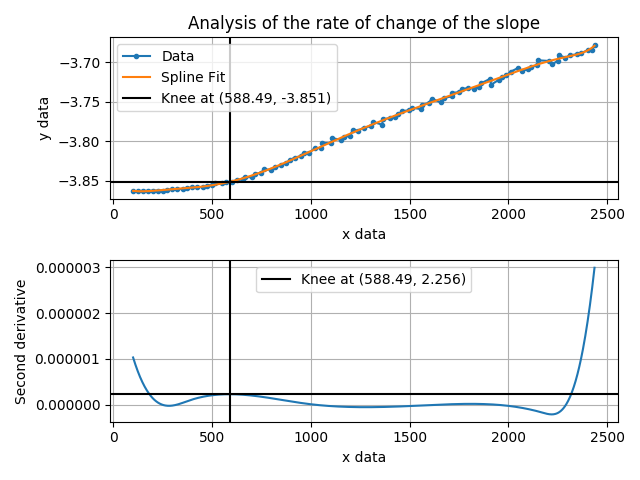 Analysis of the rate of change of the slope
−3.70
−3.75
−3.80
−3.85
y data
Data
Spline Fit
Knee at (588.49, -3.851)
0 500 1000 1500 2000 2500
x data
0.000003
0.000002
0.000001
0.000000
Second derivative
Knee at (588.49, 2.256)
0 500 1000 1500 2000 2500
x data